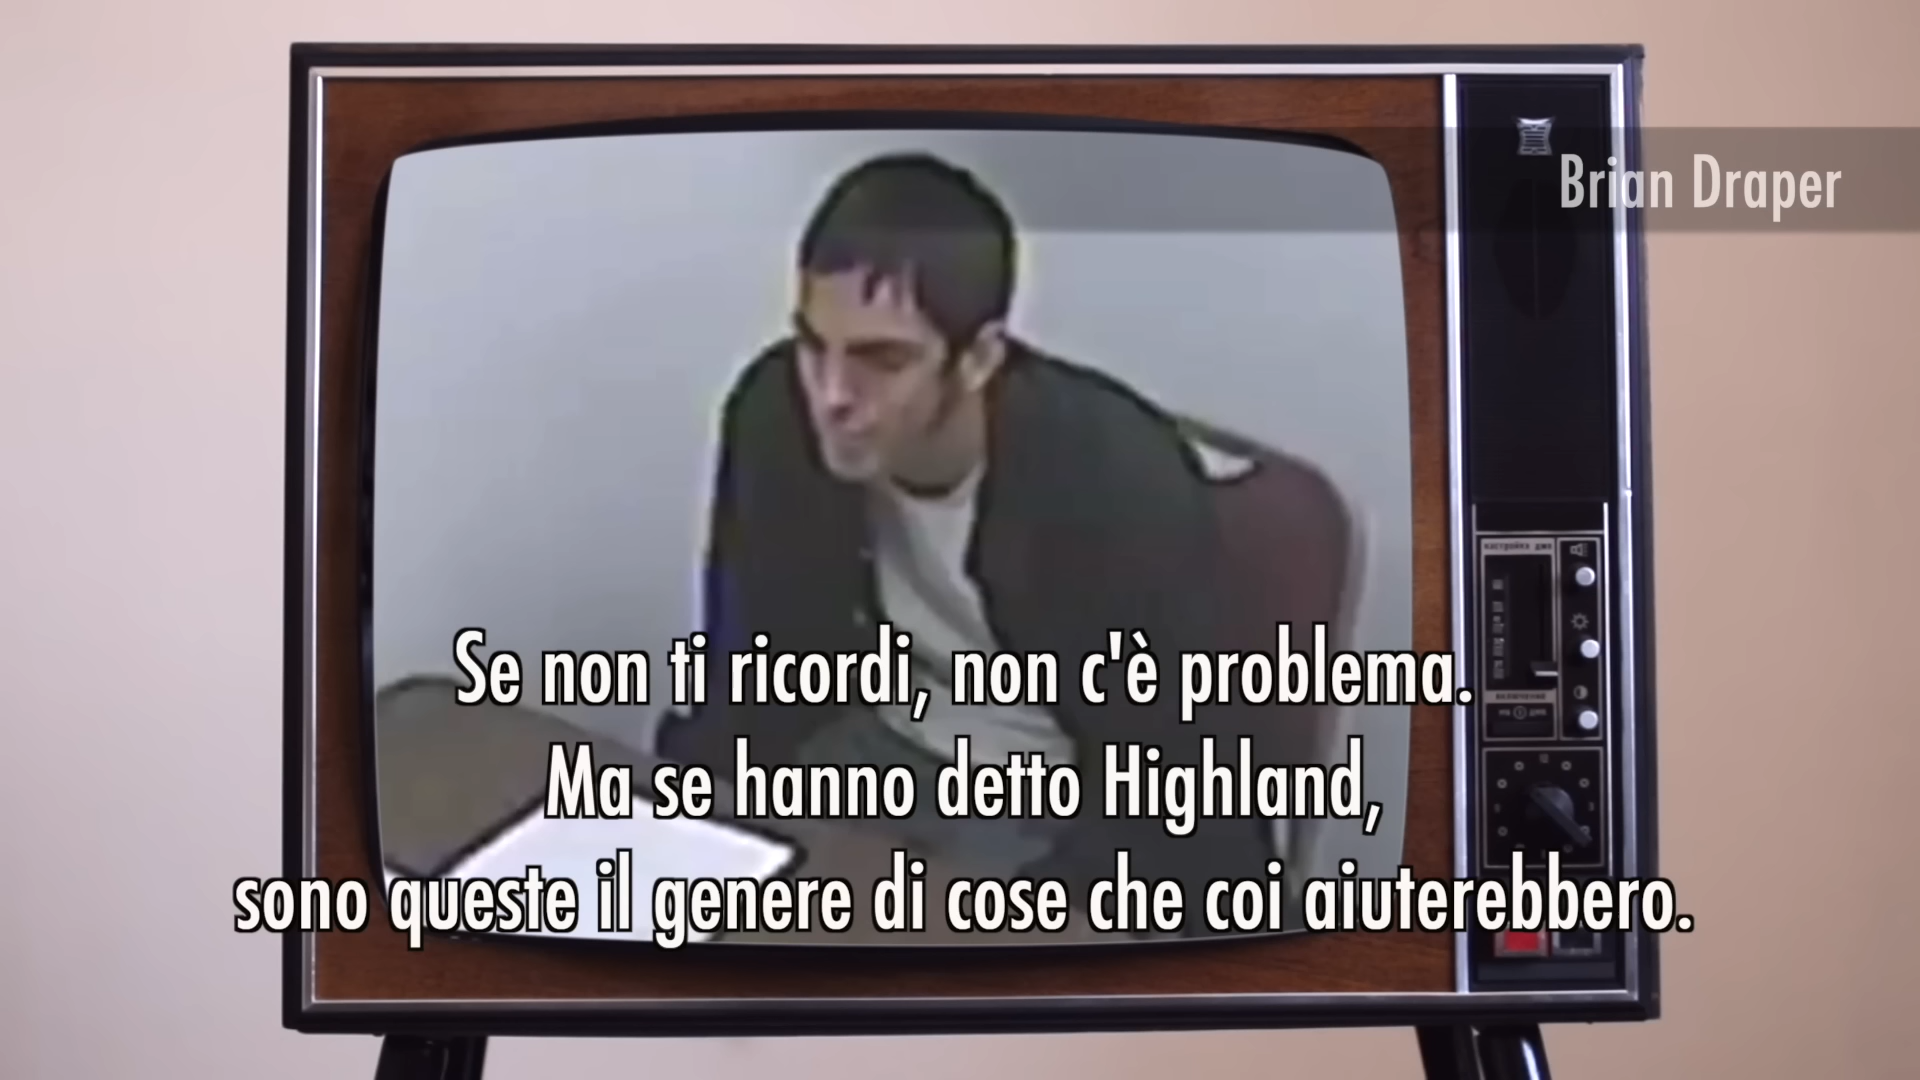 Brian Draper
Se non ti ricordi, non c'è problema.
Ma se hanno detto Highland,
sono queste il genere di cose che coi aiuterebbero.